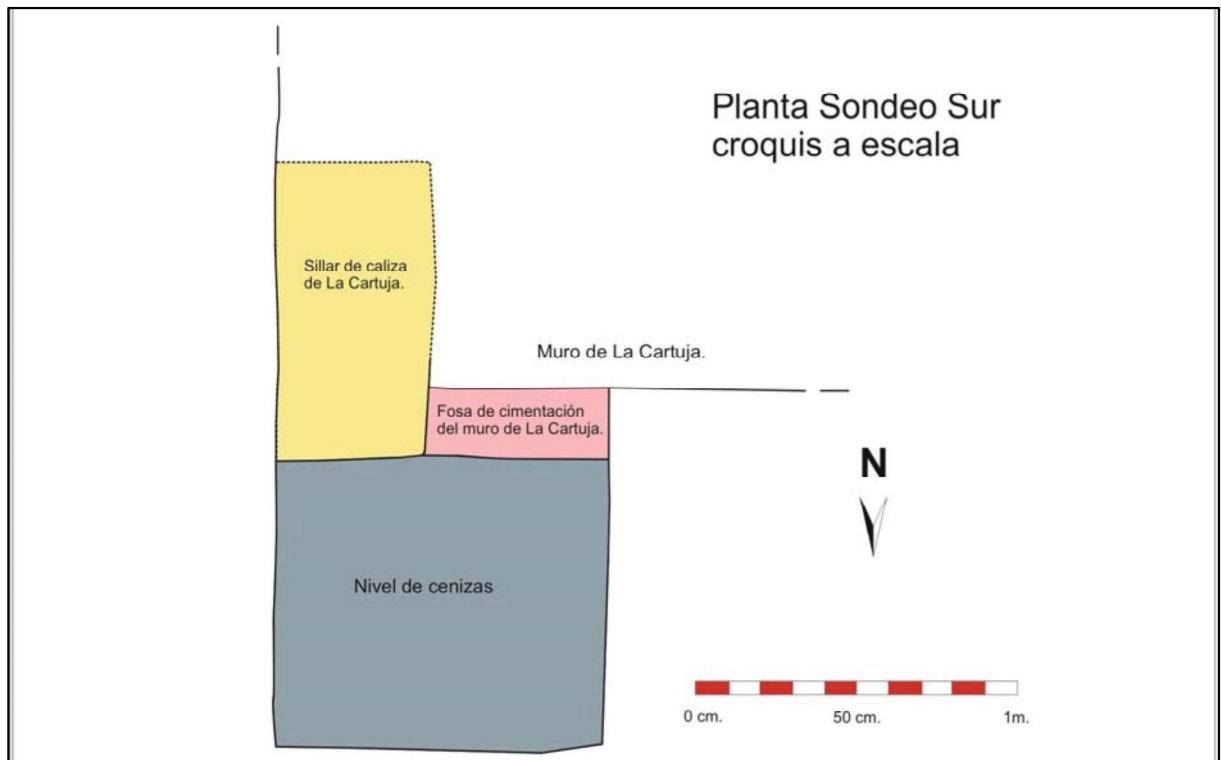 Planta Sondeo Sur
croquis a escala
Sillar de caliza
de La Cartuja.
Muro de La Cartuja.
Fosa de cimentación
del muro de La Cartuja.
N
Nivel de cenizas
0 cm. 50 cm. 1m.